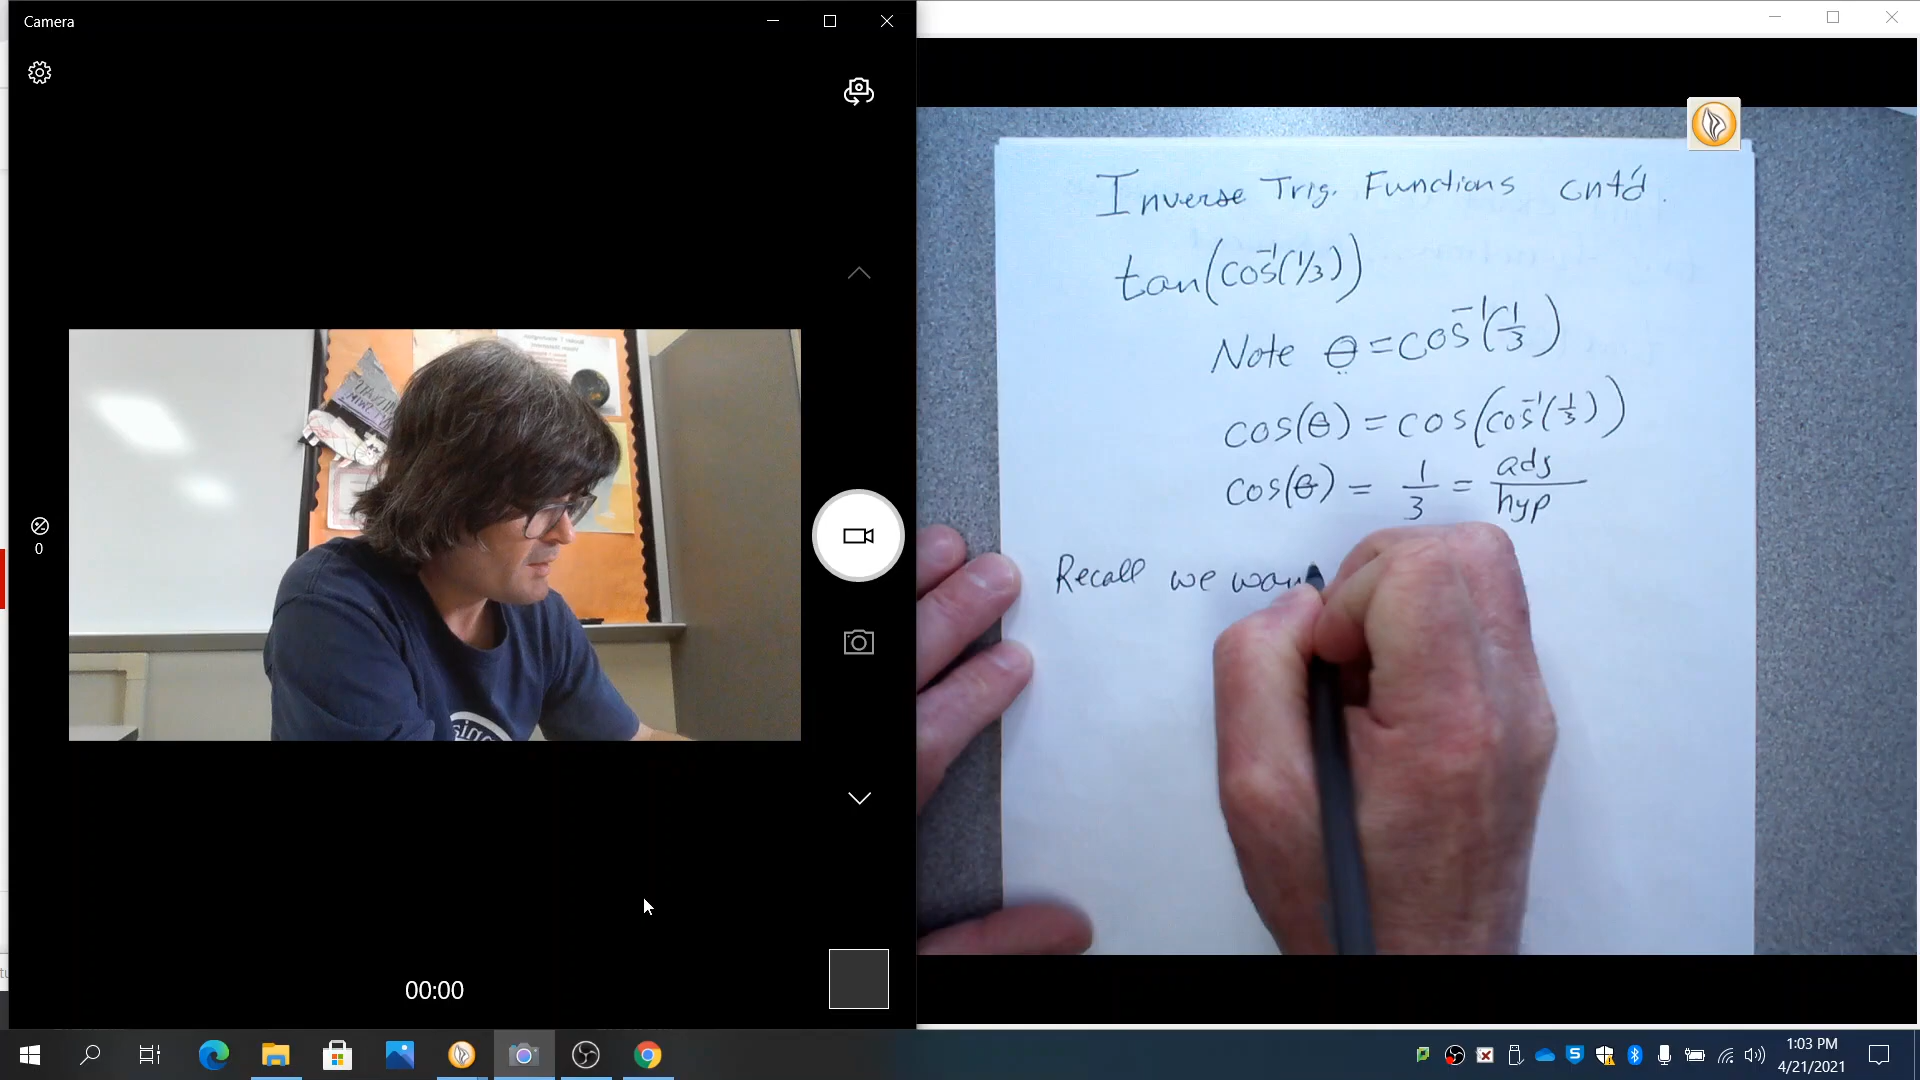 Camera
0
00:00
Inverse Trig. Functions cnt'd.
tan(cos⁻¹(1/3))
Note θ = cos⁻¹(1/3)
cos(θ) = cos(cos⁻¹(1/3))
cos(θ) = 1/3 = adj/hyp
Recall we wan
1:03 PM
4/21/2021